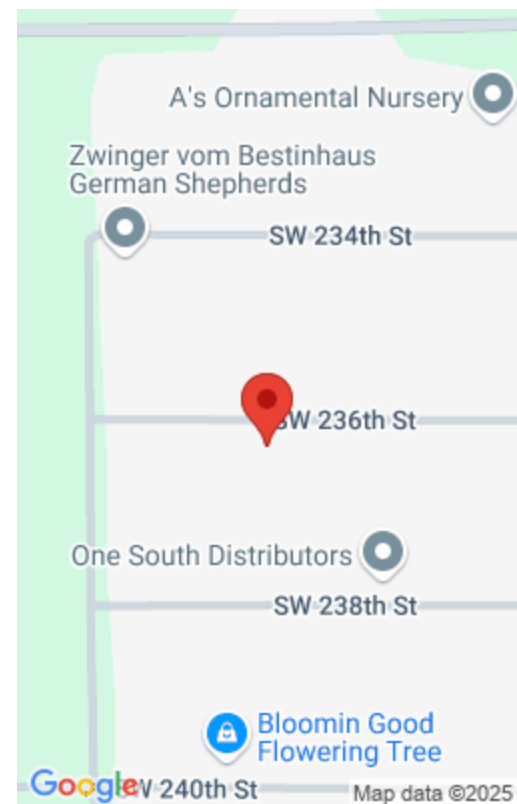 A's Ornamental Nursery
Zwinger vom Bestinhaus
German Shepherds
SW 234th St
SW 236th St
One South Distributors
SW 238th St
Bloomin Good
Flowering Tree
Google
SW 240th St
Map data ©2025